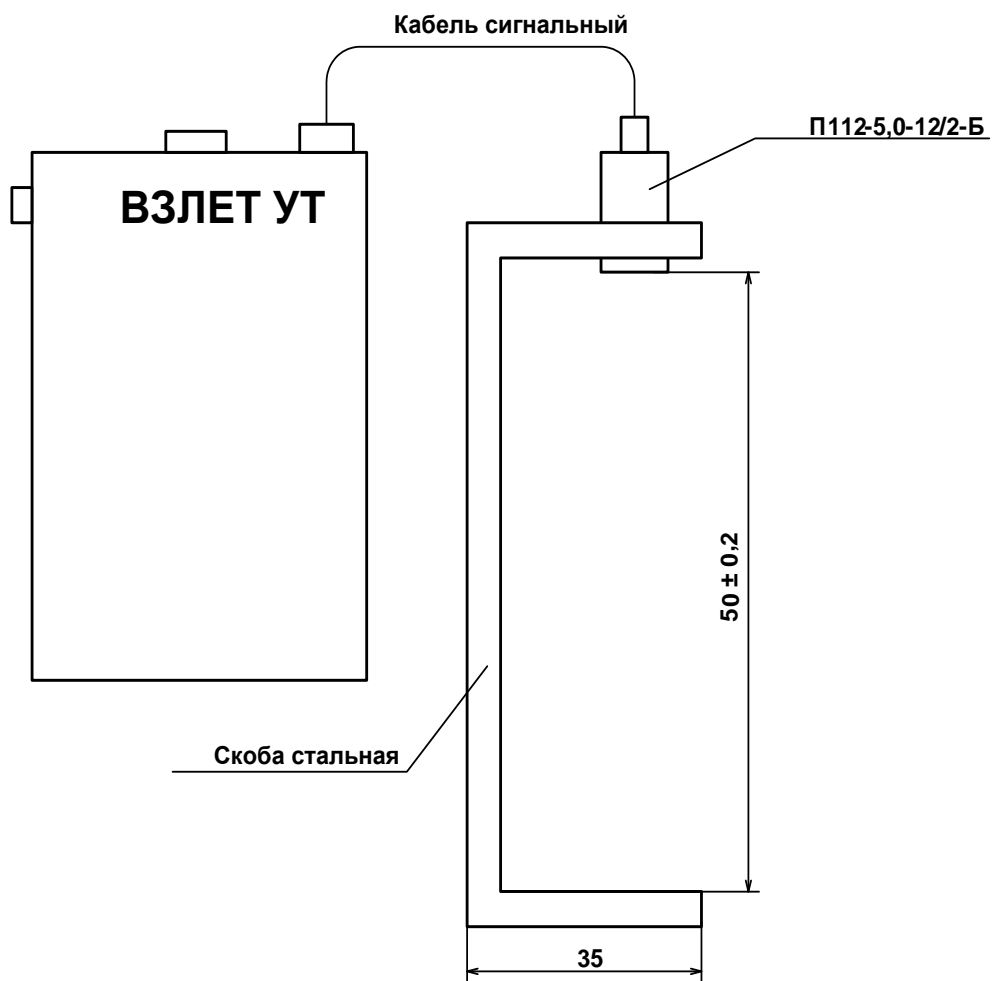 Кабель сигнальный
П112-5,0-12/2-Б
ВЗЛЕТ УТ
50 ± 0,2
Скоба стальная
35